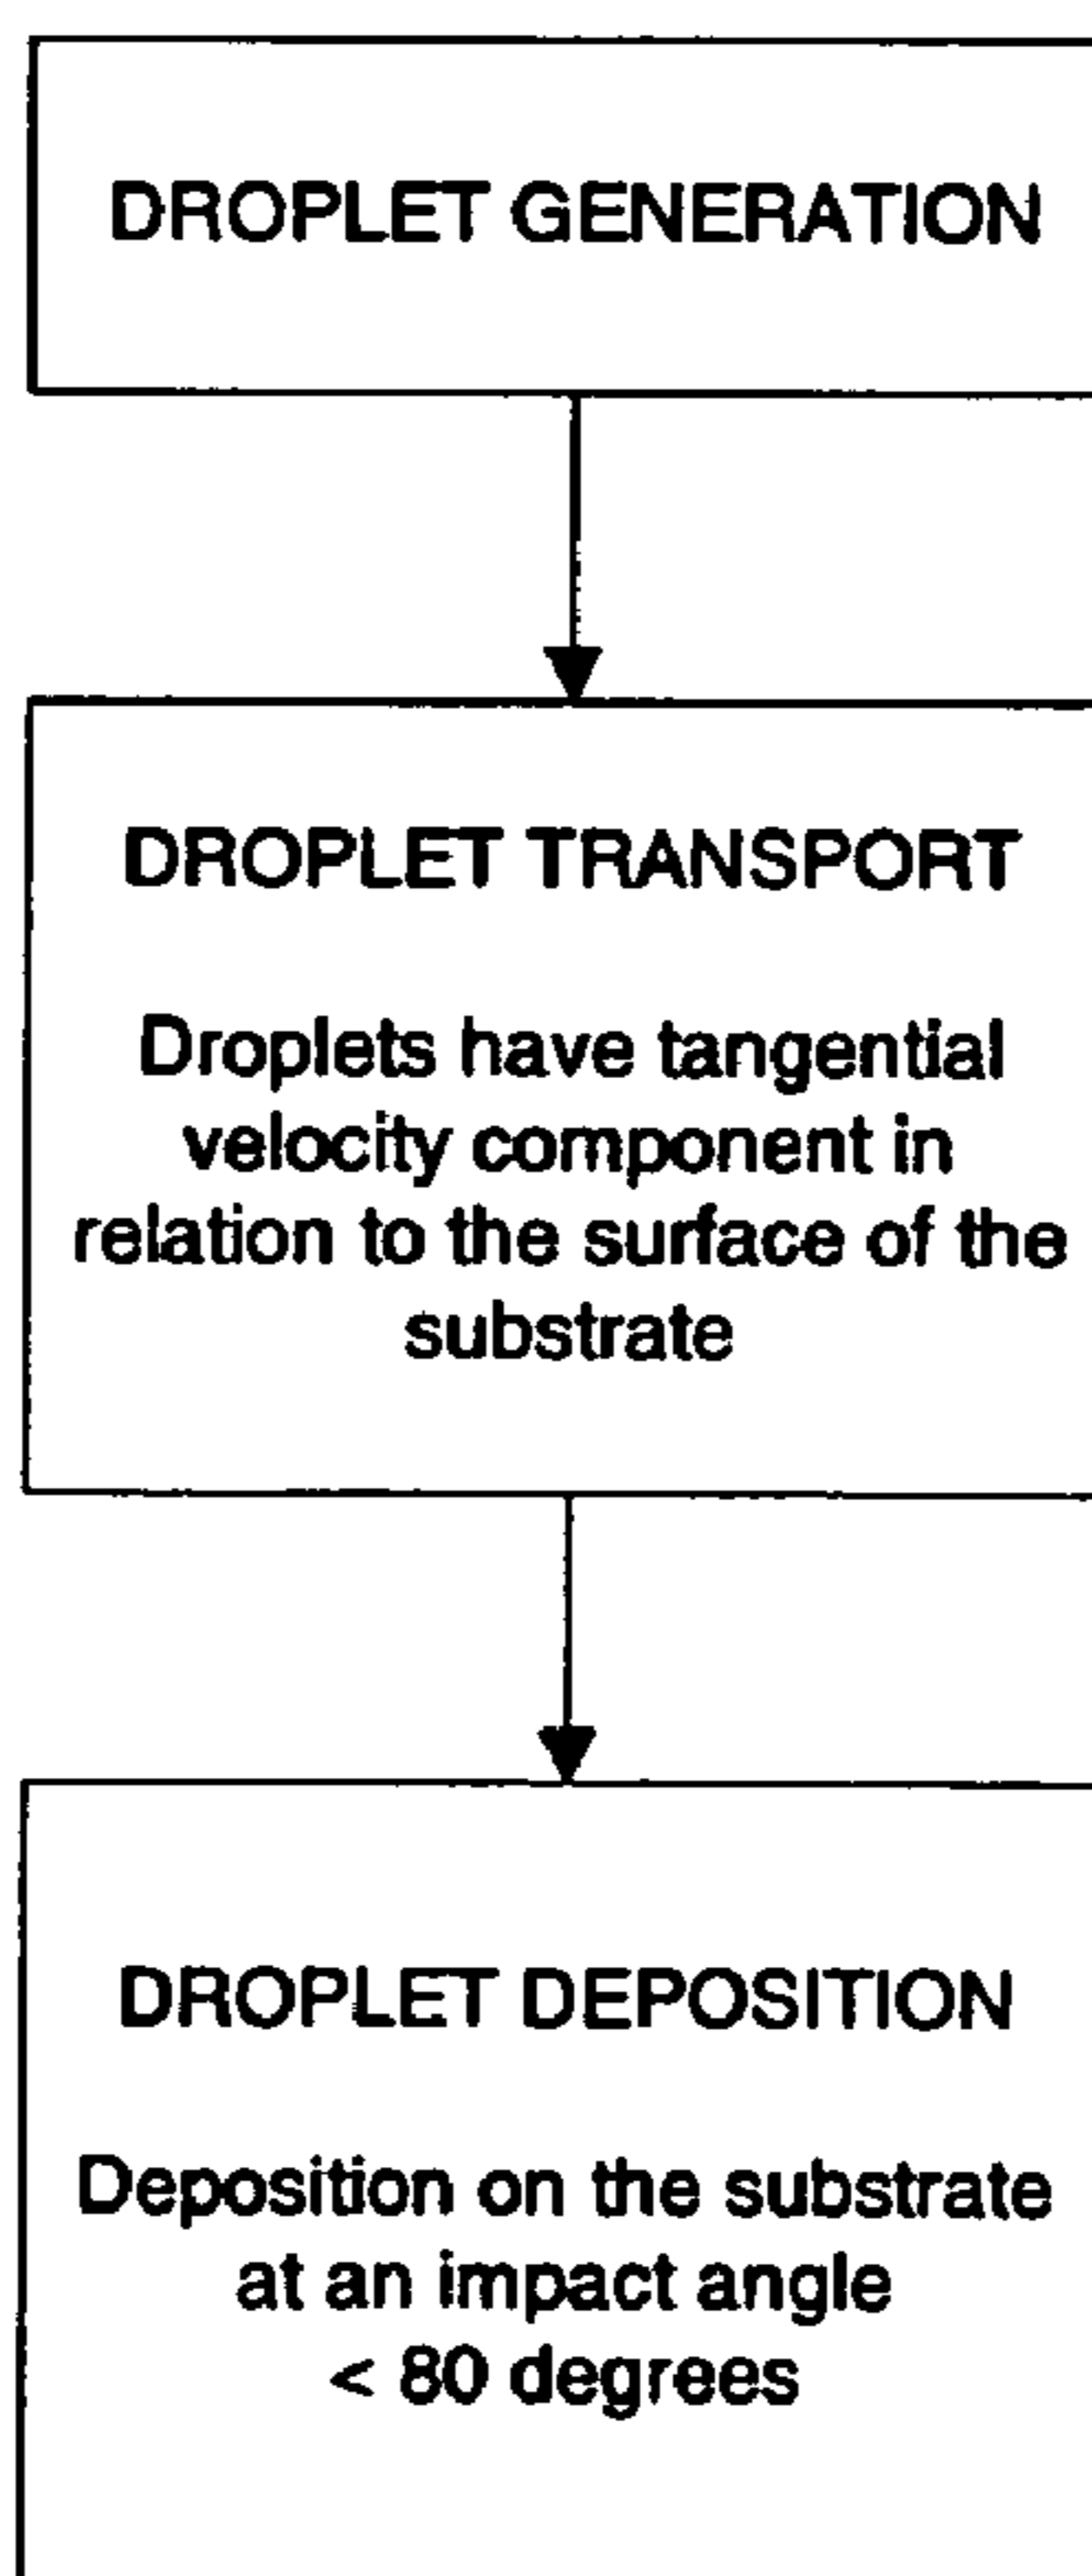 DROPLET GENERATION
DROPLET TRANSPORT
Droplets have tangential
velocity component in
relation to the surface of the
substrate
DROPLET DEPOSITION
Deposition on the substrate
at an impact angle
< 80 degrees